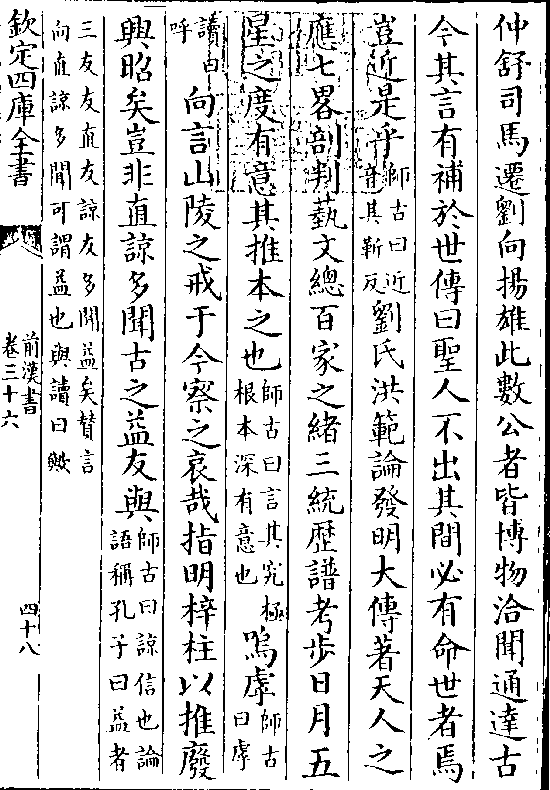 仲舒司馬遷劉向揚雄此數公者皆博物洽聞通達古
今其言有補於世傳曰聖人不出其間必有命世者焉
豈近是乎師古曰近音其靳反劉氏洪範論發明大傳著天人之
應七畧剖判藝文總百家之緒三統歴譜考步日月五
星之度有意其推本之也師古曰言其究極根本深有意也嗚虖師古曰虖
讀曰呼向言山陵之戒于今察之哀哉指明梓柱以推廢
興昭矣豈非直諒多聞古之益友與師古曰諒信也論語稱孔子曰益者
三友友直友諒友多聞益矣賛言向直諒多聞可謂益也與讀曰歟
欽定四庫全書
前漢書
卷三十六
四十八